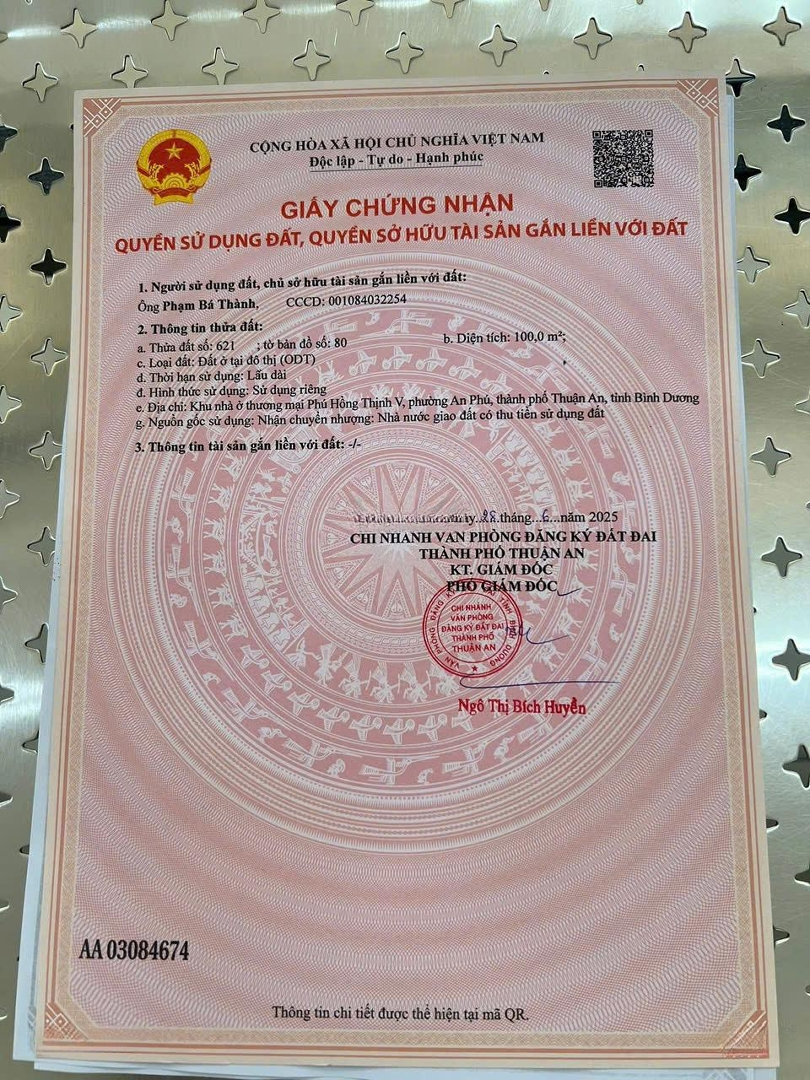 CỘNG HÒA XÃ HỘI CHỦ NGHĨA VIỆT NAM
Độc lập - Tự do - Hạnh phúc
GIẤY CHỨNG NHẬN
QUYỀN SỬ DỤNG ĐẤT, QUYỀN SỞ HỮU TÀI SẢN GẮN LIỀN VỚI ĐẤT
1. Người sử dụng đất, chủ sở hữu tài sản gắn liền với đất:
Ông Phạm Bá Thành, CCCD: 001084032254
2. Thông tin thửa đất:
a. Thửa đất số: 621 ; tờ bản đồ số: 80 b. Diện tích: 100,0 m²;
c. Loại đất: Đất ở tại đô thị (ODT)
d. Thời hạn sử dụng: Lâu dài
đ. Hình thức sử dụng: Sử dụng riêng
e. Địa chỉ: Khu nhà ở thương mại Phú Hồng Thịnh V, phường An Phú, thành phố Thuận An, tỉnh Bình Dương
g. Nguồn gốc sử dụng: Nhận chuyển nhượng: Nhà nước giao đất có thu tiền sử dụng đất
3. Thông tin tài sản gắn liền với đất: -/-
28 tháng 6 năm 2025
CHI NHÁNH VĂN PHÒNG ĐĂNG KÝ ĐẤT ĐAI
THÀNH PHỐ THUẬN AN
KT. GIÁM ĐỐC
PHÓ GIÁM ĐỐC
CHI NHÁNH
VĂN PHÒNG
ĐĂNG KÝ ĐẤT ĐAI
THÀNH PHỐ
THUẬN AN
Ngô Thị Bích Huyền
AA 03084674
Thông tin chi tiết được thể hiện tại mã QR.